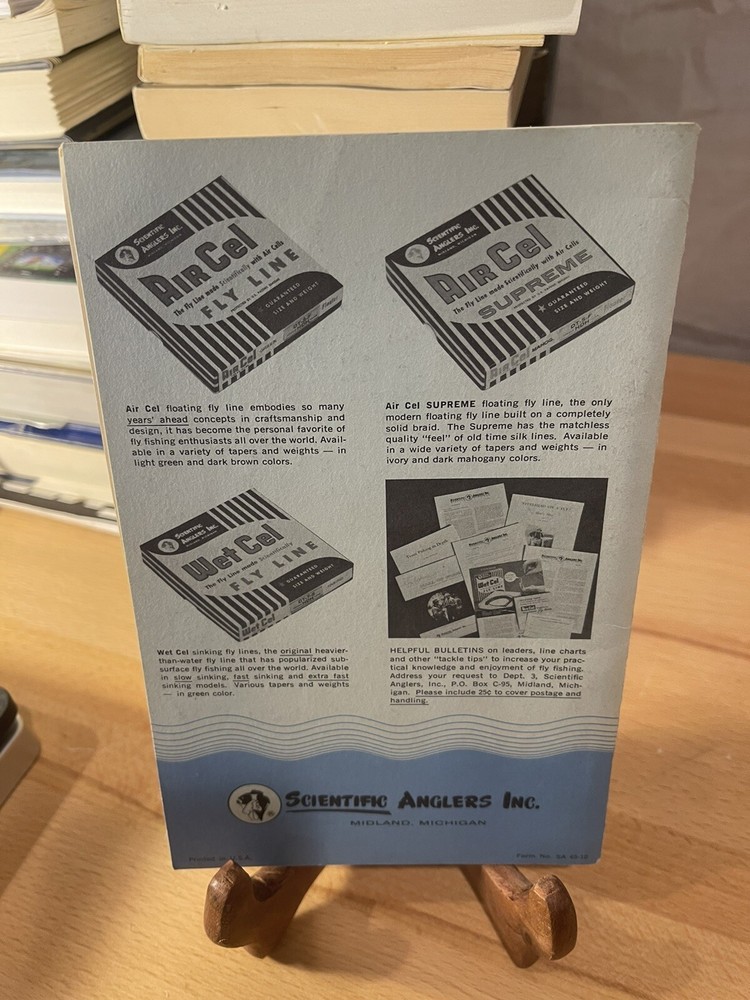 SCIENTIFIC
ANGLERS INC.
AIR CEL
The Fly Line made Scientifically with Air Cells
FLY LINE
GUARANTEED
SIZE AND WEIGHT
AIR CEL
Air Cel floating fly line embodies so many
years' ahead concepts in craftsmanship and
design, it has become the personal favorite of
fly fishing enthusiasts all over the world. Avail-
able in a variety of tapers and weights — in
light green and dark brown colors.
SCIENTIFIC
ANGLERS INC.
AIR CEL
The Fly Line made Scientifically with Air Cells
SUPREME
★ GUARANTEED
SIZE AND WEIGHT
AIR CEL
Air Cel SUPREME floating fly line, the only
modern floating fly line built on a completely
solid braid. The Supreme has the matchless
quality "feel" of old time silk lines. Available
in a wide variety of tapers and weights — in
ivory and dark mahogany colors.
SCIENTIFIC
ANGLERS INC.
WET CEL
The Fly Line made Scientifically
FLY LINE
GUARANTEED
SIZE AND WEIGHT
WET CEL
Wet Cel sinking fly lines, the original heavier-
than-water fly line that has popularized sub-
surface fly fishing all over the world. Available
in slow sinking, fast sinking and extra fast
sinking models. Various tapers and weights
— in green color.
HELPFUL BULLETINS on leaders, line charts
and other "tackle tips" to increase your prac-
tical knowledge and enjoyment of fly fishing.
Address your request to Dept. 3, Scientific
Anglers, Inc., P.O. Box C-95, Midland, Mich-
igan. Please include 25¢ to cover postage and
handling.
SCIENTIFIC ANGLERS INC.
MIDLAND, MICHIGAN
Printed in U.S.A.
Form No. SA